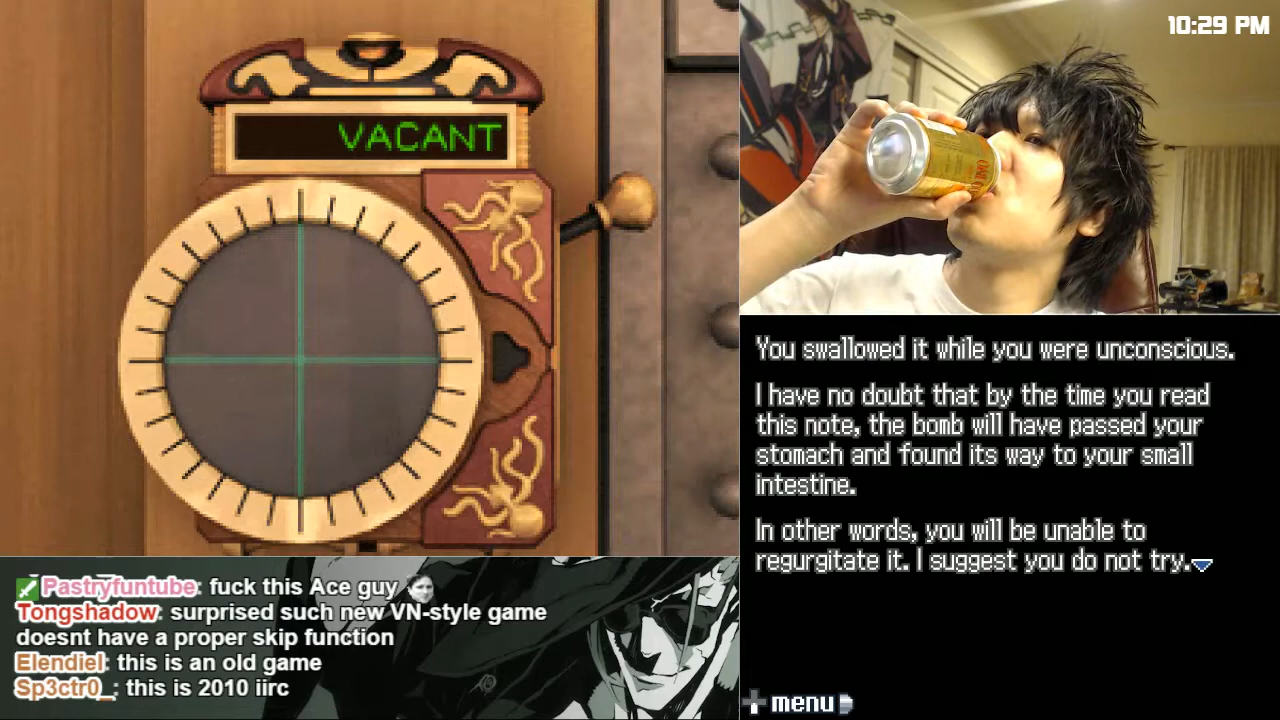 VACANT
10:29 PM
You swallowed it while you were unconscious.
I have no doubt that by the time you read
this note, the bomb will have passed your
stomach and found its way to your small
intestine.
In other words, you will be unable to
regurgitate it. I suggest you do not try.
menu
Pastryfuntube: fuck this Ace guy
Tongshadow: surprised such new VN-style game
doesnt have a proper skip function
Elendiel: this is an old game
Sp3ctr0_: this is 2010 iirc